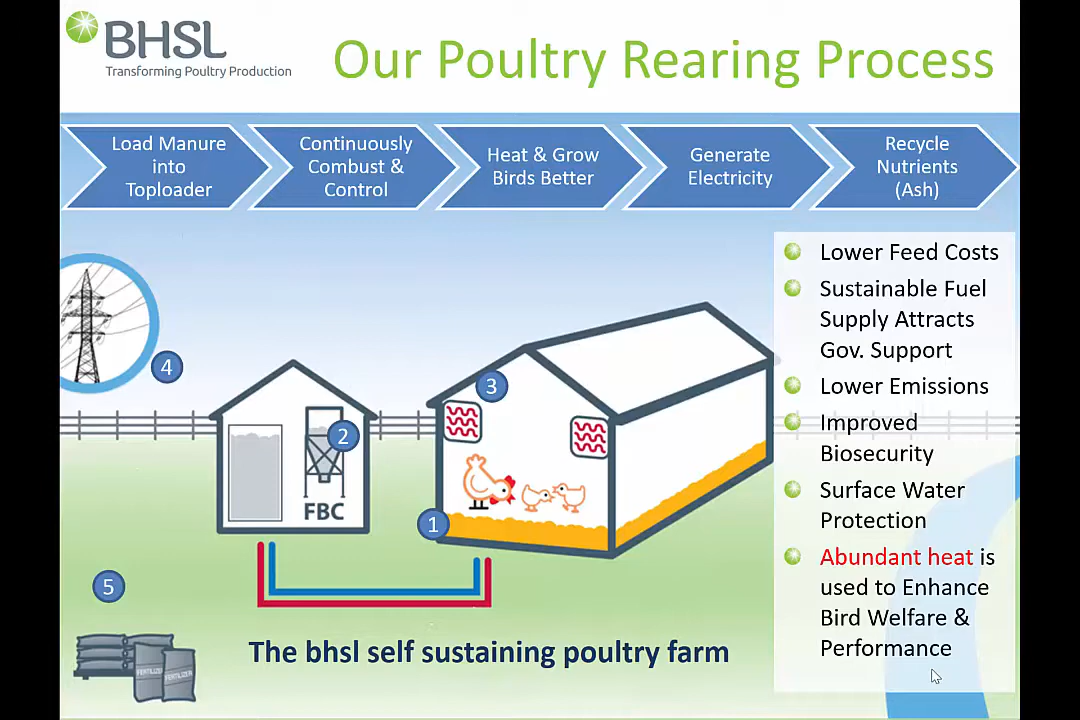 BHSL
Transforming Poultry Production
Our Poultry Rearing Process
Load Manure
into
Toploader
Continuously
Combust &
Control
Heat & Grow
Birds Better
Generate
Electricity
Recycle
Nutrients
(Ash)
Lower Feed Costs
Sustainable Fuel
Supply Attracts
Gov. Support
Lower Emissions
Improved
Biosecurity
Surface Water
Protection
Abundant heat is
used to Enhance
Bird Welfare &
Performance
4
3
2
FBC
1
5
FERTILIZER
FERTILIZER
The bhsl self sustaining poultry farm